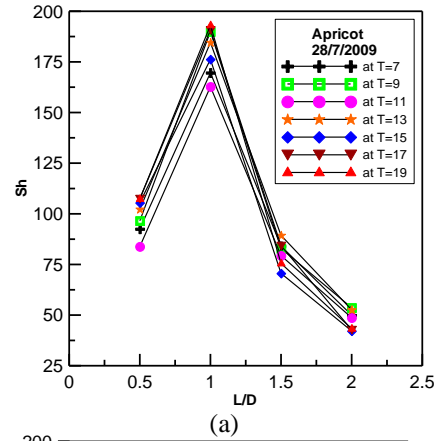 200
175
150
125
100
75
50
25
Sh
0
0.5
1
1.5
2
2.5
L/D
Apricot
28/7/2009
at T=7
at T=9
at T=11
at T=13
at T=15
at T=17
at T=19
(a)
200